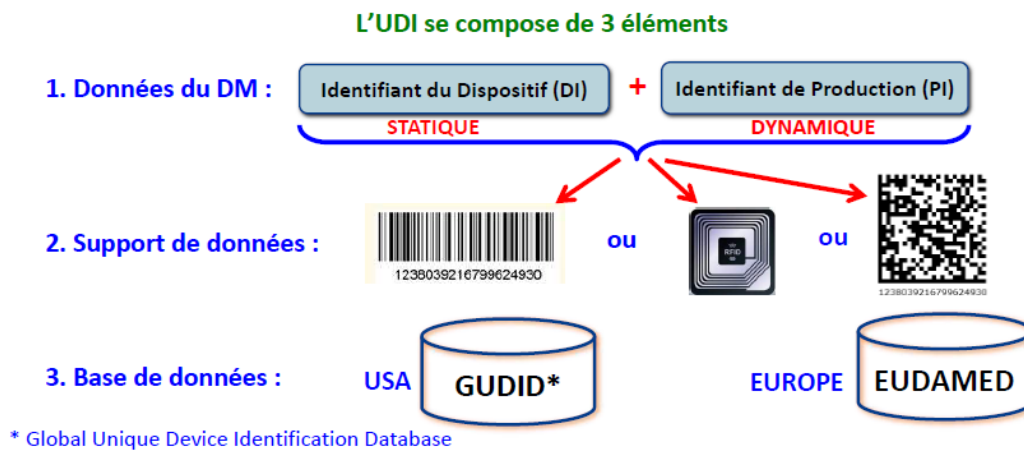 L'UDI se compose de 3 éléments
1. Données du DM : Identifiant du Dispositif (DI) + Identifiant de Production (PI)
STATIQUE DYNAMIQUE
2. Support de données : ou RFID ou
1238039216799624930 1238039216799624930
3. Base de données : USA GUDID* EUROPE EUDAMED
* Global Unique Device Identification Database